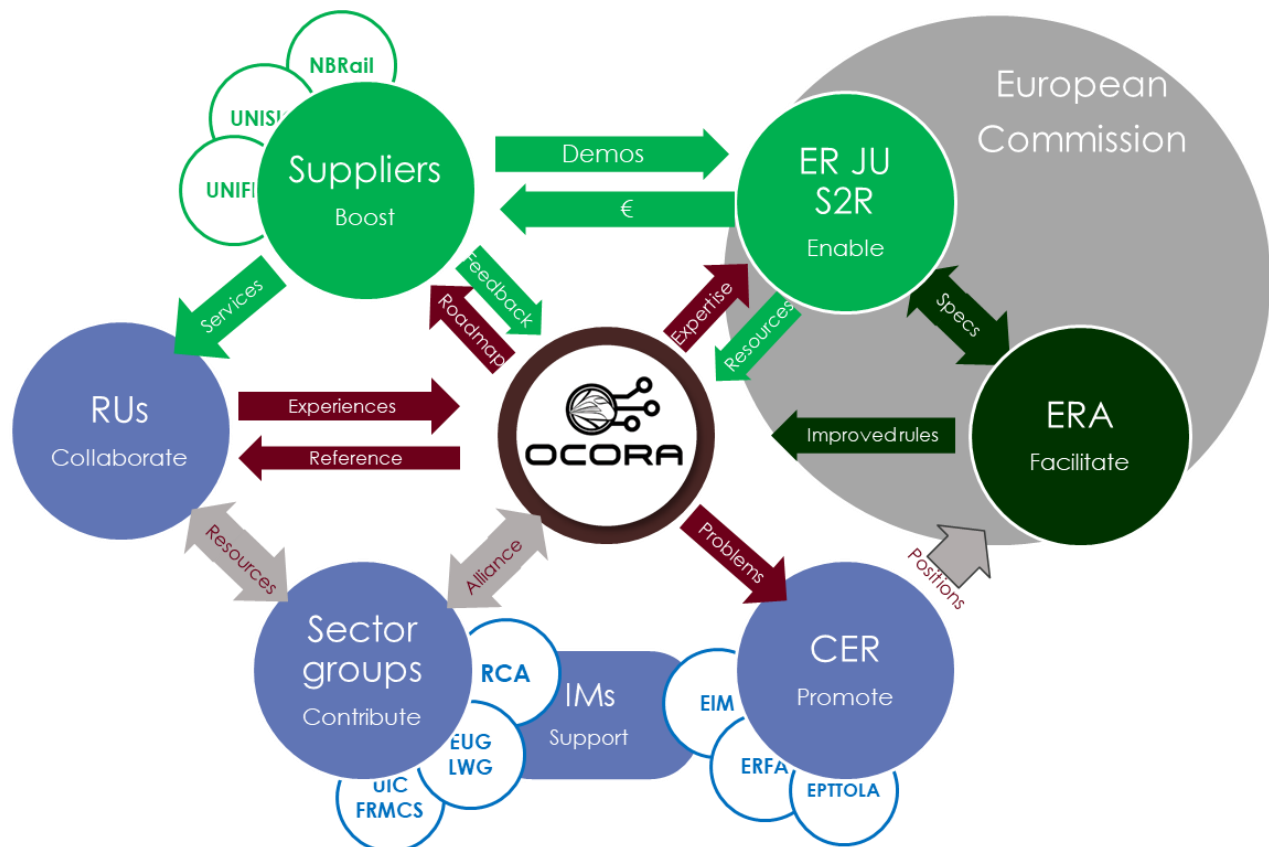 NBRail
European
Commission
UNISI
Suppliers
Boost
UNIFI
Demos
€
ER JU
S2R
Enable
Services
Feedback
Roadmap
Expertise
Resources
Specs
RUs
Collaborate
Experiences
Reference
OCORA
Improved rules
ERA
Facilitate
Resources
Alliance
Problems
Positions
Sector
groups
Contribute
RCA
IMs
Support
EIM
CER
Promote
EUG
LWG
UIC
FRMCS
ERFA
EPTTOLA